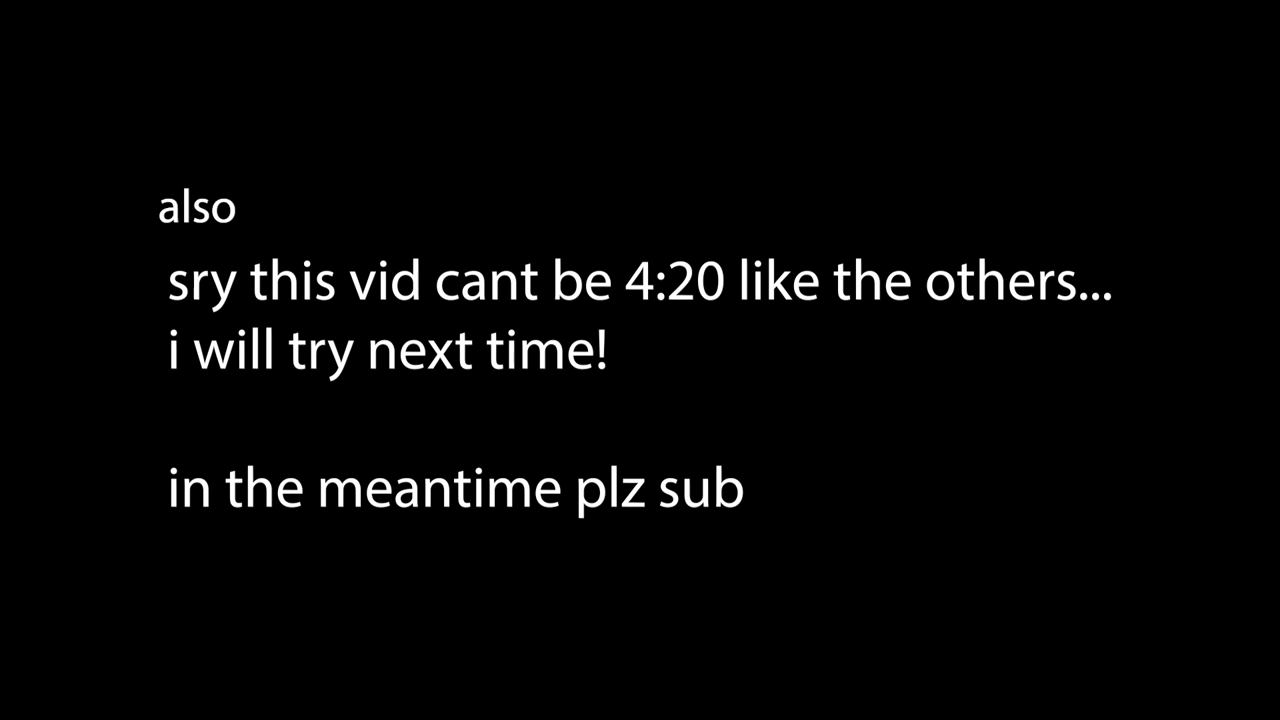 also
sry this vid cant be 4:20 like the others...
i will try next time!
in the meantime plz sub